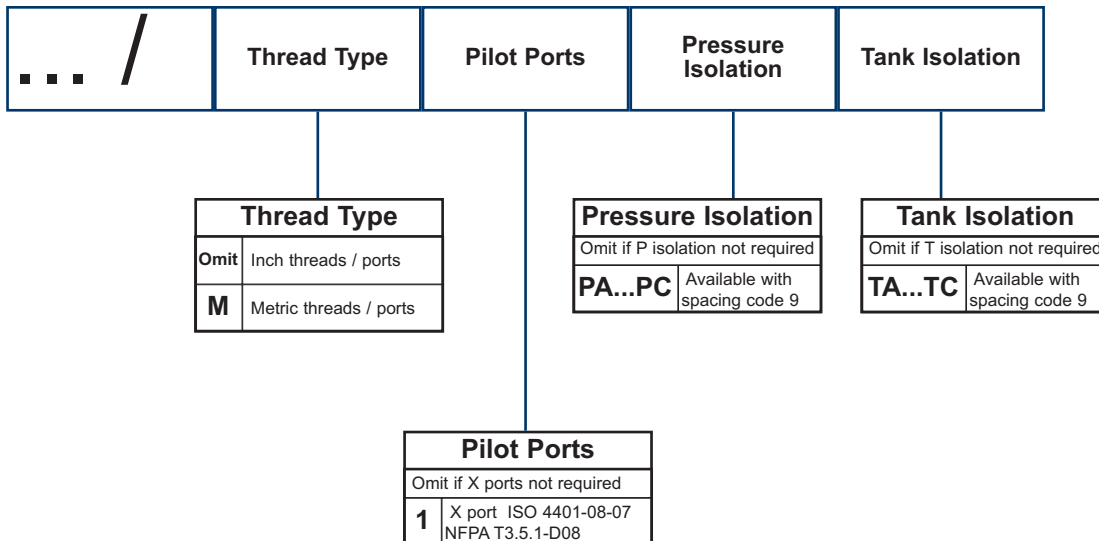 ... /
Thread Type
Pilot Ports
Pressure
Isolation
Tank Isolation
Thread Type
Omit Inch threads / ports
M Metric threads / ports
Pressure Isolation
Omit if P isolation not required
PA...PC Available with
spacing code 9
Tank Isolation
Omit if T isolation not required
TA...TC Available with
spacing code 9
Pilot Ports
Omit if X ports not required
1 X port ISO 4401-08-07
NFPA T3.5.1-D08